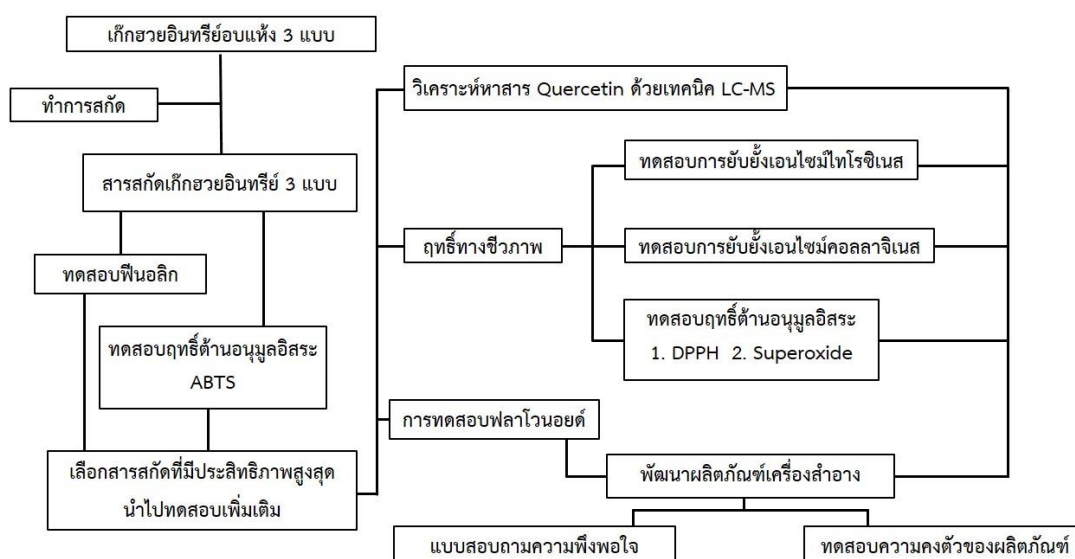 เก๊กฮวยอินทรีย์อบแห้ง 3 แบบ
ทำการสกัด
สารสกัดเก๊กฮวยอินทรีย์ 3 แบบ
ทดสอบฟีนอลิก
ทดสอบฤทธิ์ต้านอนุมูลอิสระ
ABTS
เลือกสารสกัดที่มีประสิทธิภาพสูงสุด
นำไปทดสอบเพิ่มเติม
วิเคราะห์หาสาร Quercetin ด้วยเทคนิค LC-MS
ฤทธิ์ทางชีวภาพ
ทดสอบการยับยั้งเอนไซม์ไทโรซิเนส
ทดสอบการยับยั้งเอนไซม์คอลลาจิเนส
ทดสอบฤทธิ์ต้านอนุมูลอิสระ
1. DPPH 2. Superoxide
การทดสอบฟลาโวนอยด์
พัฒนาผลิตภัณฑ์เครื่องสำอาง
แบบสอบถามความพึงพอใจ
ทดสอบความคงตัวของผลิตภัณฑ์